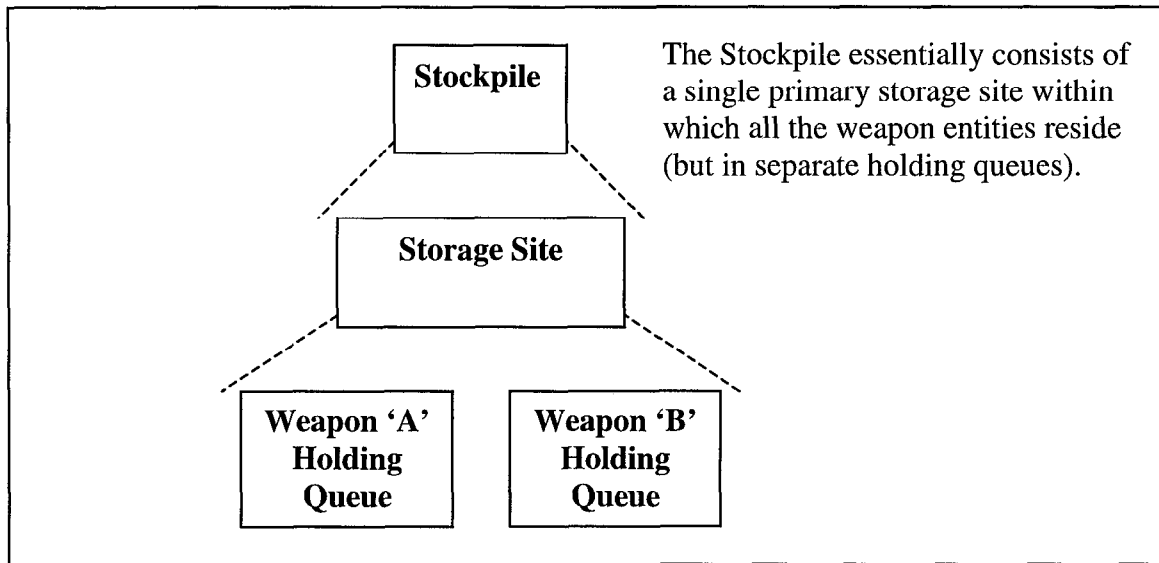 Stockpile
The Stockpile essentially consists of
a single primary storage site within
which all the weapon entities reside
(but in separate holding queues).
Storage Site
Weapon ‘A’
Holding
Queue
Weapon ‘B’
Holding
Queue